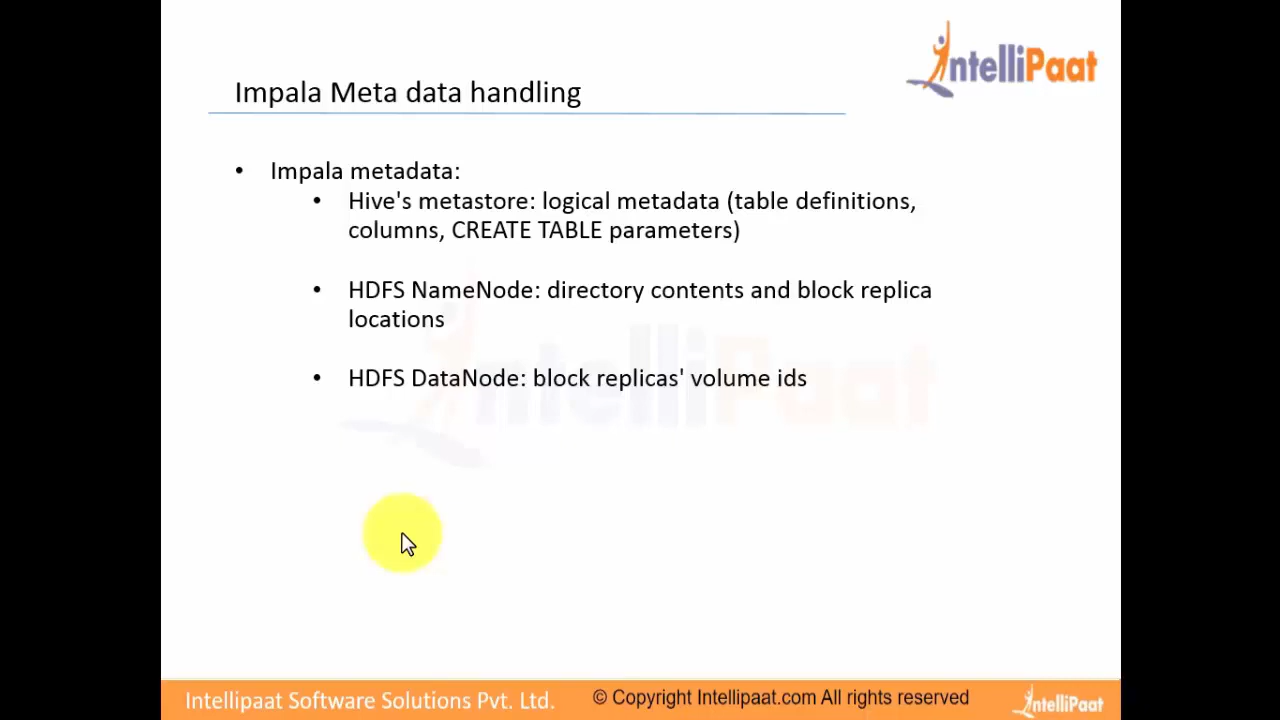 IntelliPaat
Impala Meta data handling
• Impala metadata:
• Hive's metastore: logical metadata (table definitions,
columns, CREATE TABLE parameters)
• HDFS NameNode: directory contents and block replica
locations
• HDFS DataNode: block replicas' volume ids
IntelliPaat
Intellipaat Software Solutions Pvt. Ltd. © Copyright Intellipaat.com All rights reserved IntelliPaat